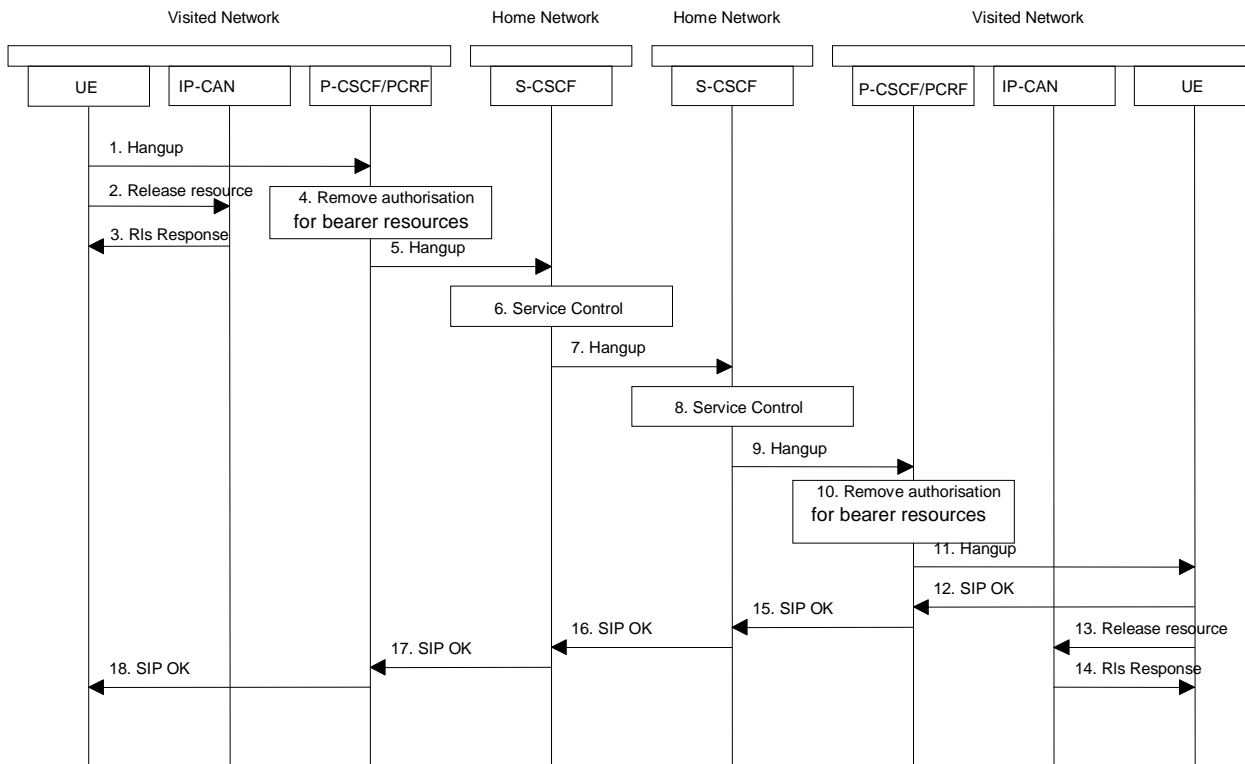 Visited Network
Home Network
Home Network
Visited Network
UE
IP-CAN
P-CSCF/PCRF
S-CSCF
S-CSCF
P-CSCF/PCRF
IP-CAN
UE
1. Hangup
2. Release resource
3. Rls Response
4. Remove authorisation
for bearer resources
5. Hangup
6. Service Control
7. Hangup
8. Service Control
9. Hangup
10. Remove authorisation
for bearer resources
11. Hangup
12. SIP OK
15. SIP OK
13. Release resource
16. SIP OK
17. SIP OK
14. Rls Response
18. SIP OK